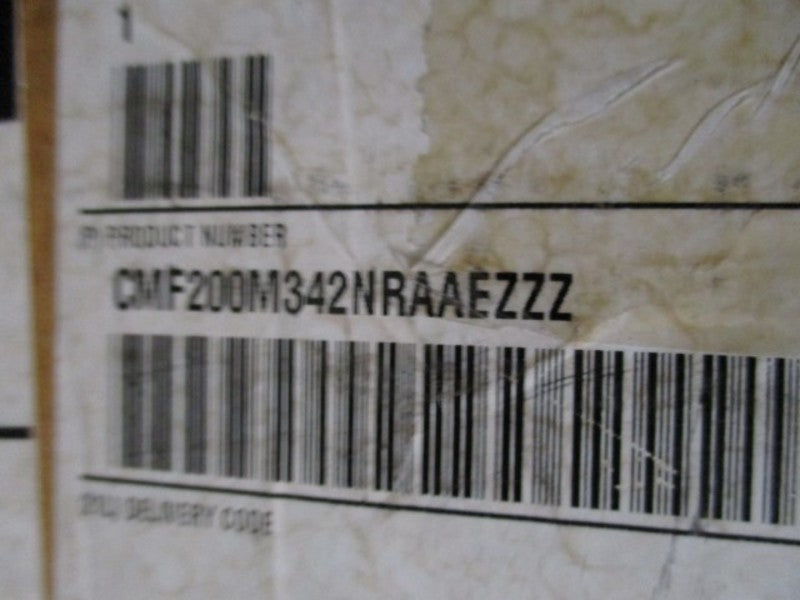 1
(P) PRODUCT NUMBER
CMF200M342NRAAEZZZ
DELIVERY CODE